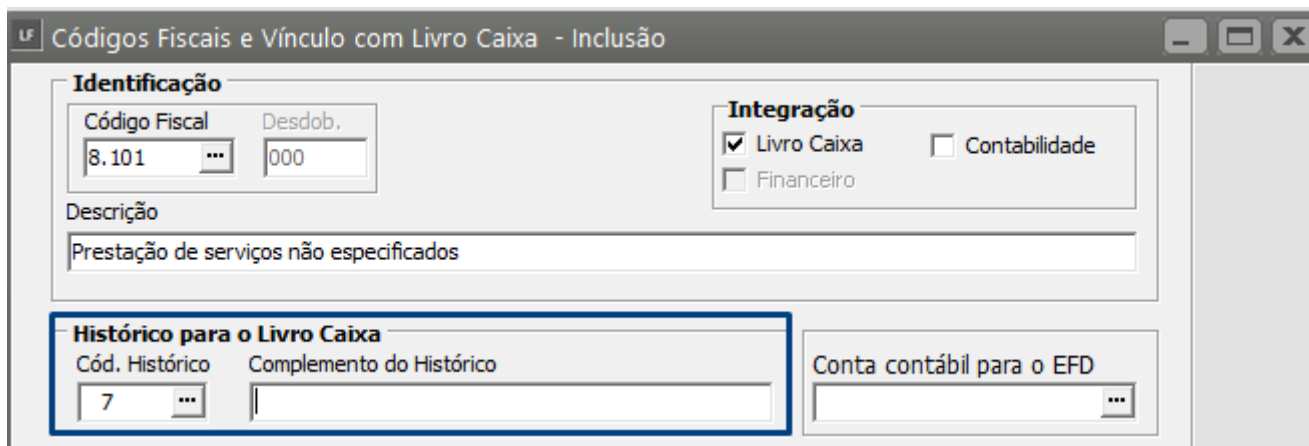 LF Códigos Fiscais e Vínculo com Livro Caixa - Inclusão
Identificação
Código Fiscal Desdob.
8.101 ... 000
Integração
Livro Caixa Contabilidade
Financeiro
Descrição
Prestação de serviços não especificados
Histórico para o Livro Caixa
Cód. Histórico Complemento do Histórico
7 ...
Conta contábil para o EFD
...